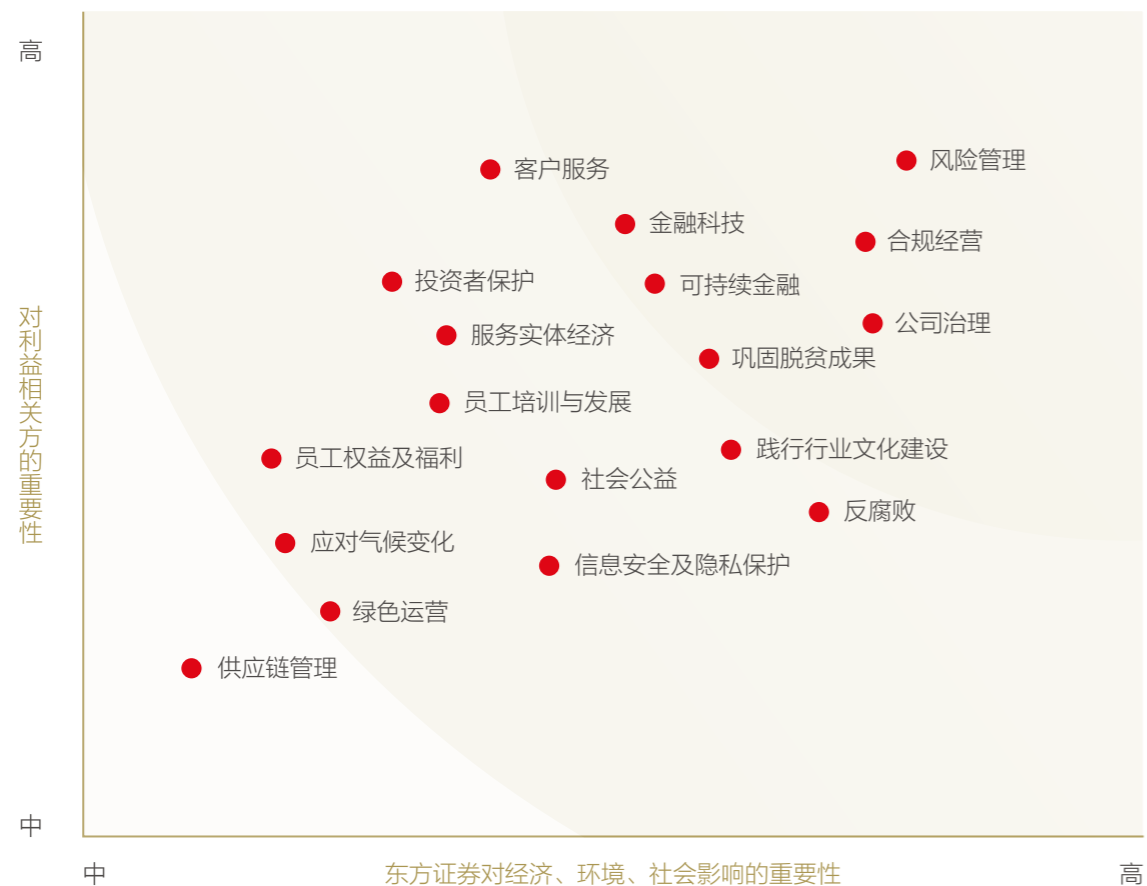 高
风险管理
客户服务
金融科技
合规经营
投资者保护
可持续金融
公司治理
服务实体经济
巩固脱贫成果
员工培训与发展
践行行业文化建设
员工权益及福利
社会公益
反腐败
应对气候变化
信息安全及隐私保护
绿色运营
供应链管理
对利益相关方的重要性
中
中
东方证券对经济、环境、社会影响的重要性
高